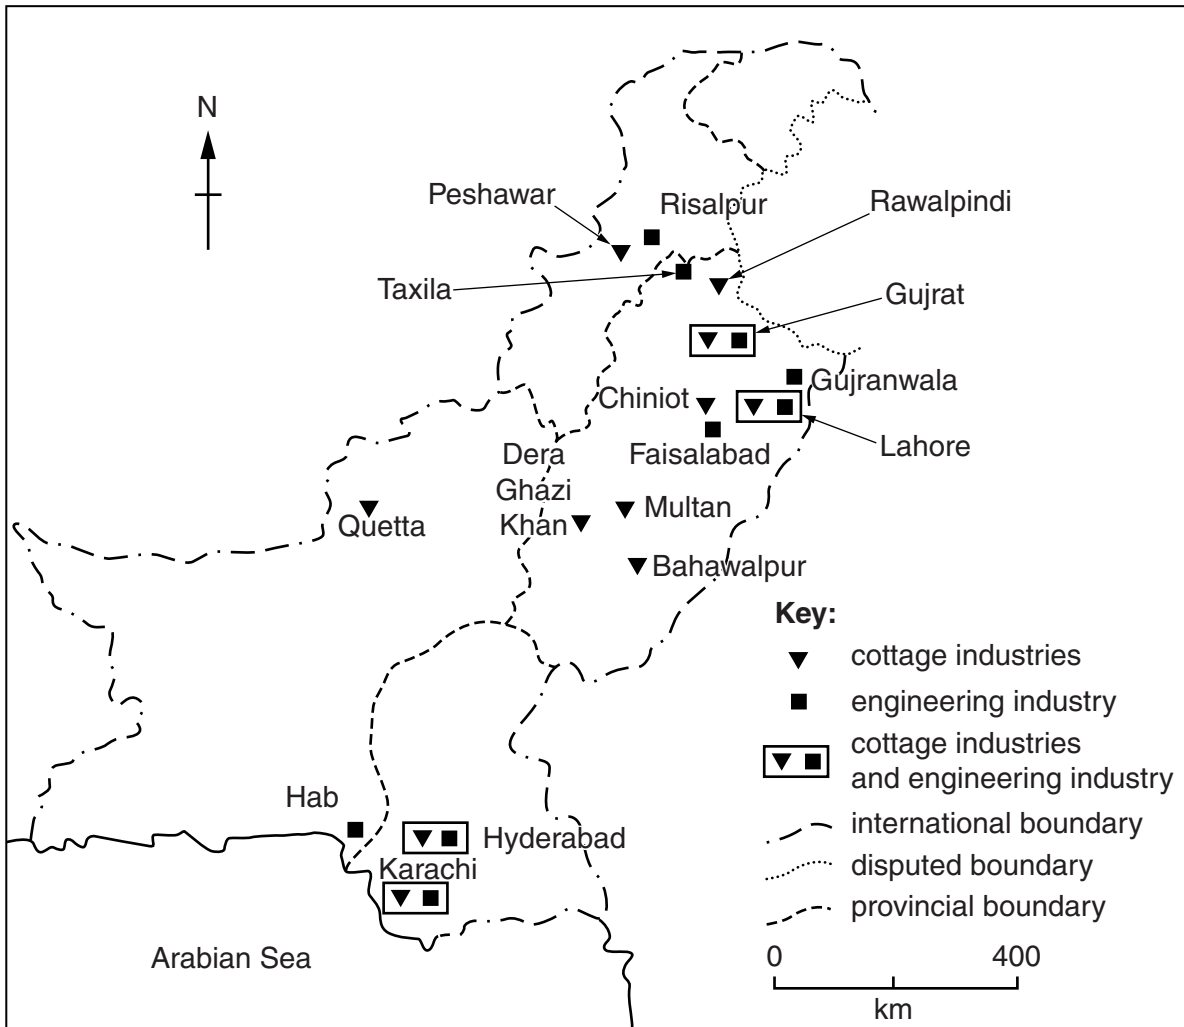 N
Peshawar
Risalpur
Rawalpindi
Taxila
Gujrat
Gujranwala
Chiniot
Lahore
Dera
Ghazi
Khan
Faisalabad
Multan
Quetta
Bahawalpur
Key:
cottage industries
engineering industry
cottage industries
and engineering industry
international boundary
disputed boundary
provincial boundary
Hab
Hyderabad
Karachi
Arabian Sea
0 400
km